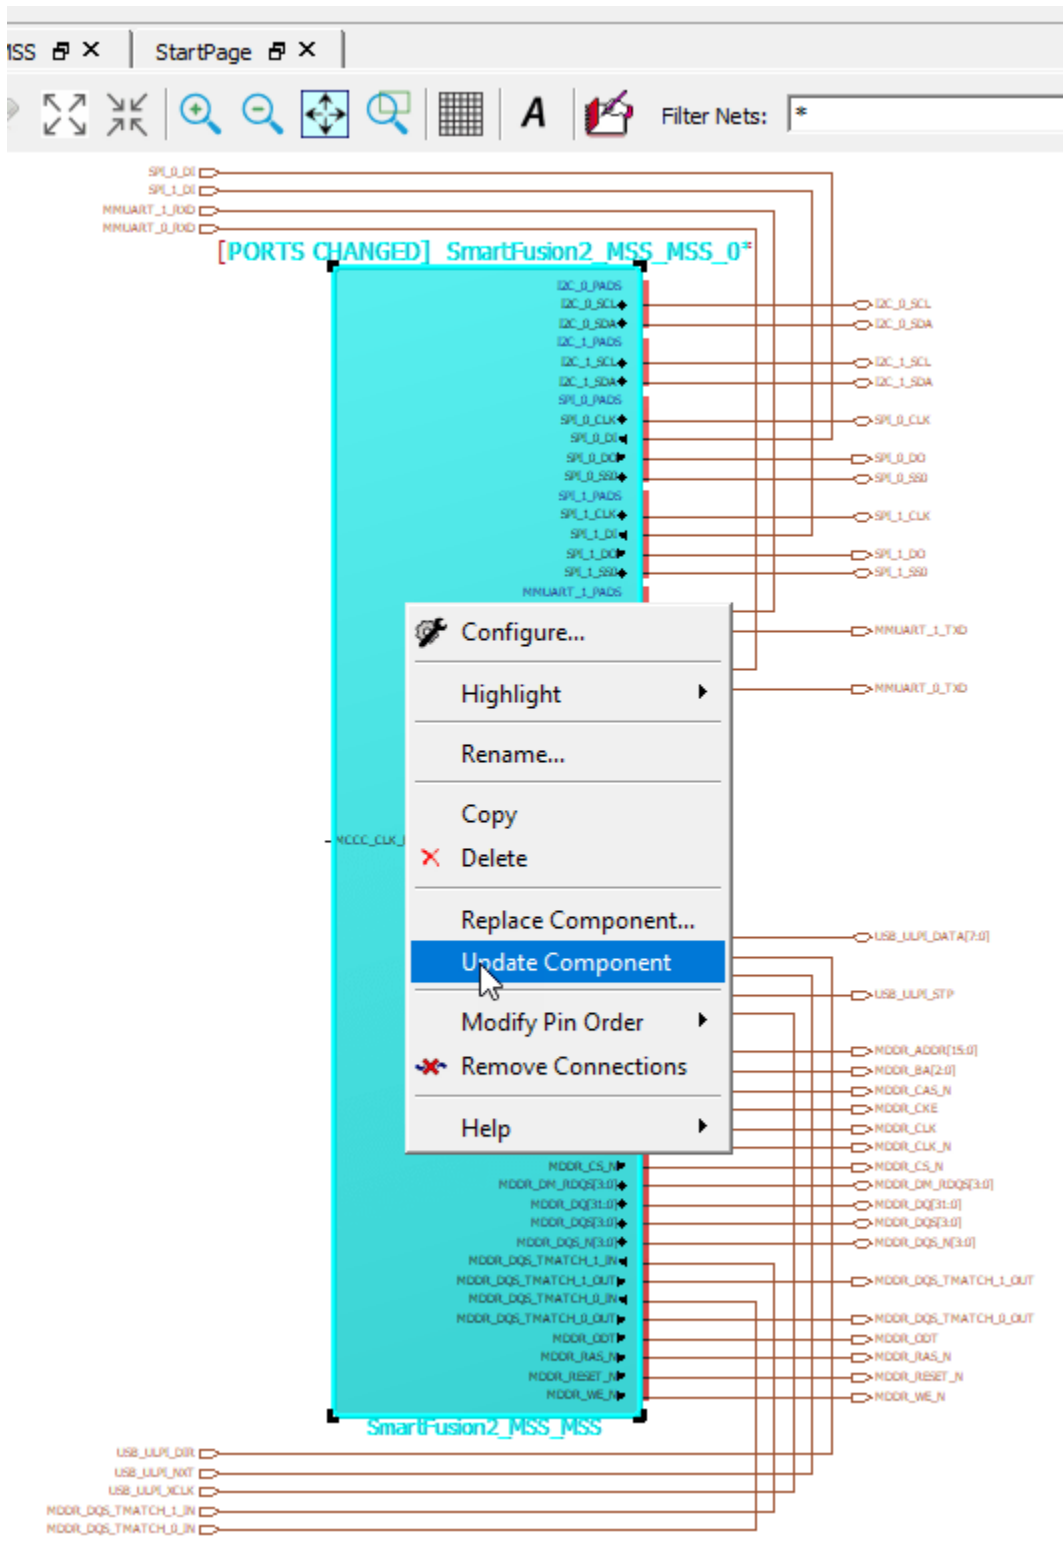 ISS
StartPage
A
Filter Nets: *
SPI_0_DI
SPI_1_DI
MMUART_1_RXD
MMUART_0_RXD
[PORTS CHANGED] SmartFusion2_MSS_MSS_0*
I2C_0_PADS
I2C_0_SCL I2C_0_SCL
I2C_0_SDA I2C_0_SDA
I2C_1_PADS
I2C_1_SCL I2C_1_SCL
I2C_1_SDA I2C_1_SDA
SPI_0_PADS
SPI_0_CLK SPI_0_CLK
SPI_0_DI
SPI_0_DO SPI_0_DO
SPI_0_SS0 SPI_0_SS0
SPI_1_PADS
SPI_1_CLK SPI_1_CLK
SPI_1_DI
SPI_1_DO SPI_1_DO
SPI_1_SS0 SPI_1_SS0
MMUART_1_PADS
MMUART_1_TXD
MMUART_0_TXD
Configure...
Highlight
Rename...
Copy
MCCC_CLK_
Delete
Replace Component...
USB_ULPI_DATA[7:0]
Update Component
USB_ULPI_STP
Modify Pin Order
MDDR_ADDR[15:0]
Remove Connections
MDDR_BA[2:0]
MDDR_CAS_N
MDDR_CKE
Help
MDDR_CLK
MDDR_CLK_N
MDDR_CS_N MDDR_CS_N
MDDR_DM_RDQS[3:0] MDDR_DM_RDQS[3:0]
MDDR_DQ[31:0] MDDR_DQ[31:0]
MDDR_DQS[3:0] MDDR_DQS[3:0]
MDDR_DQS_N[3:0] MDDR_DQS_N[3:0]
MDDR_DQS_TMATCH_1_IN
MDDR_DQS_TMATCH_1_OUT MDDR_DQS_TMATCH_1_OUT
MDDR_DQS_TMATCH_0_IN
MDDR_DQS_TMATCH_0_OUT MDDR_DQS_TMATCH_0_OUT
MDDR_ODT MDDR_ODT
MDDR_RAS_N MDDR_RAS_N
MDDR_RESET_N MDDR_RESET_N
MDDR_WE_N MDDR_WE_N
SmartFusion2_MSS_MSS
USB_ULPI_DIR
USB_ULPI_NXT
USB_ULPI_XCLK
MDDR_DQS_TMATCH_1_IN
MDDR_DQS_TMATCH_0_IN